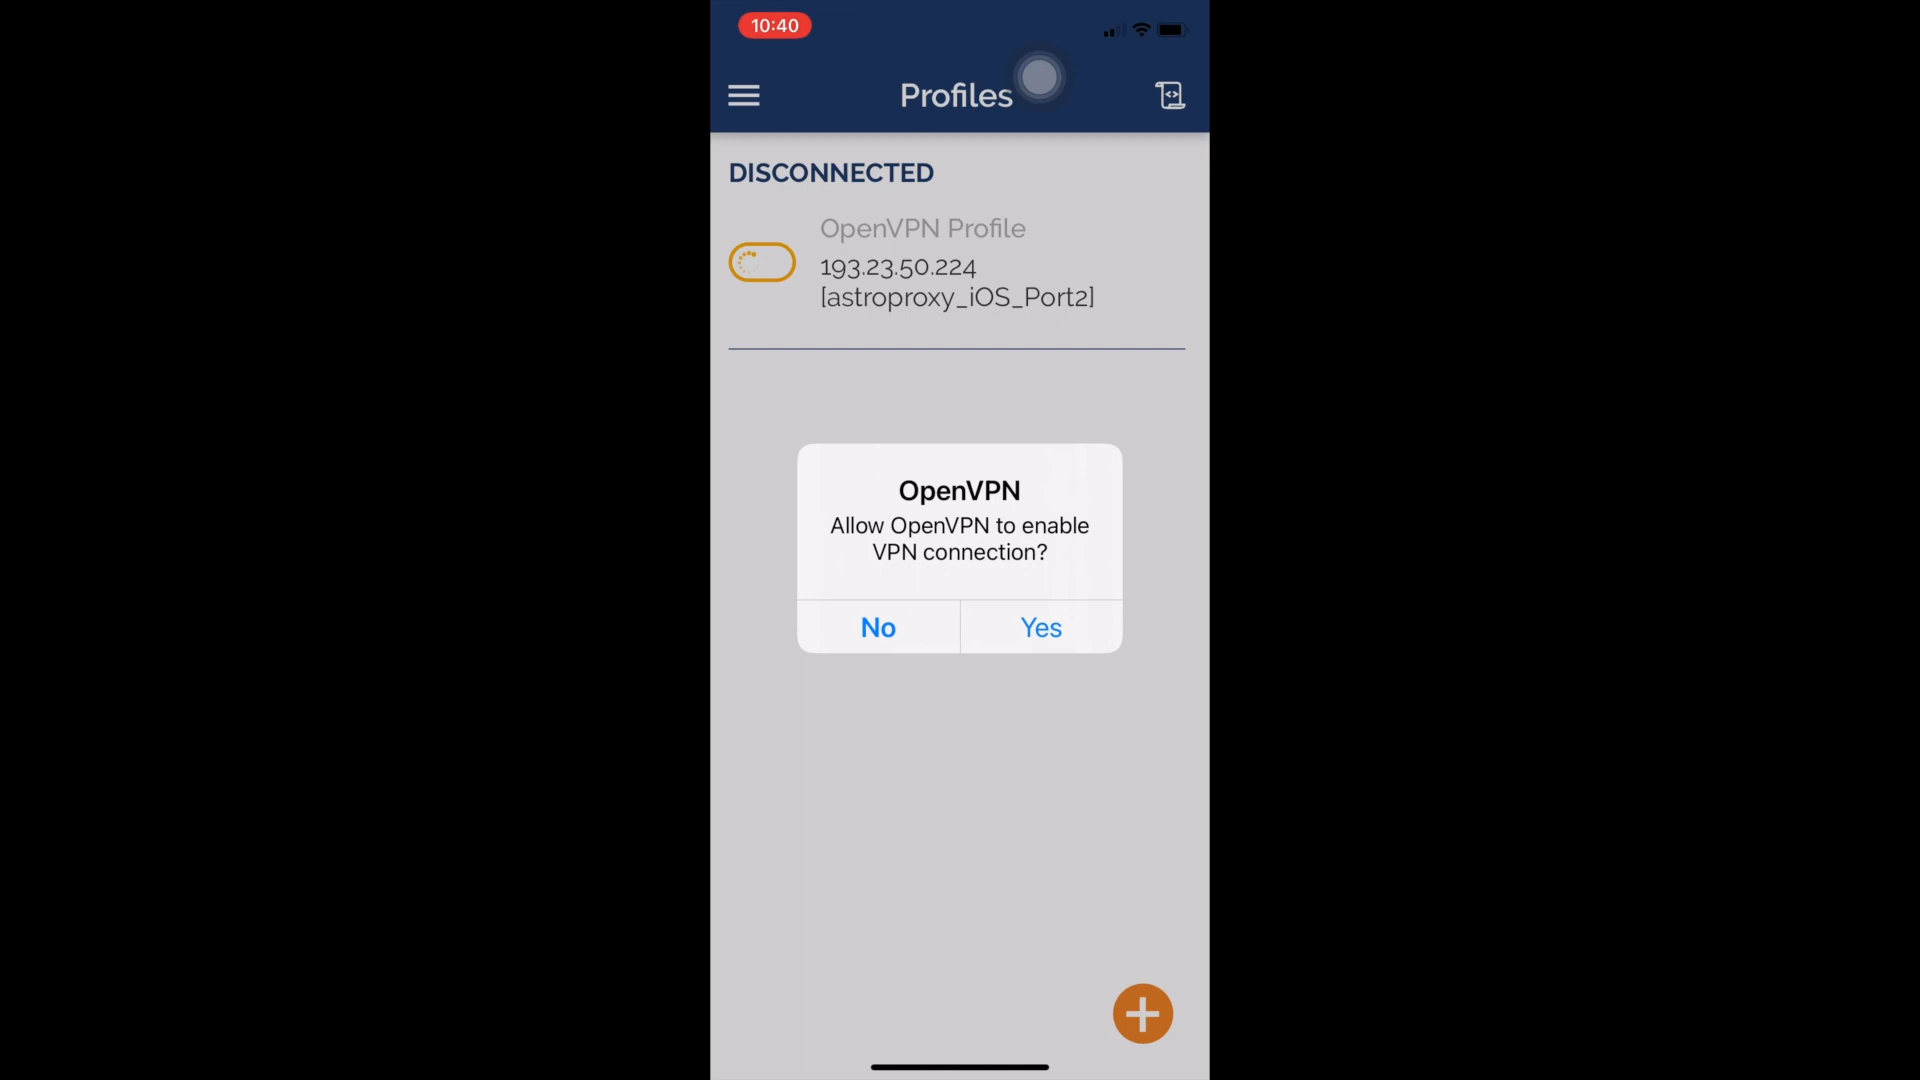 10:40
Profiles
DISCONNECTED
OpenVPN Profile
193.23.50.224
[astroproxy_iOS_Port2]
OpenVPN
Allow OpenVPN to enable
VPN connection?
No
Yes